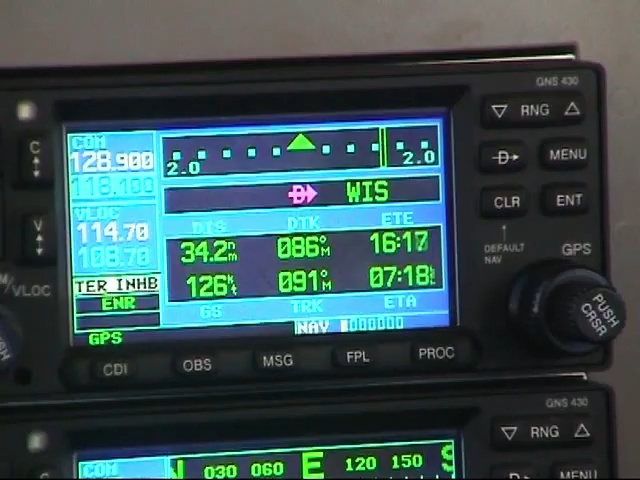 GNS 430
RNG
MENU
CLR
ENT
DEFAULT
NAV
GPS
PUSH
CRSR
C
V
COM
128.900
118.100
VLOC
114.70
108.70
TER INHB
ENR
GPS
2.0
2.0
D WIS
DIS DTK ETE
34.2nm 086°M 16:17
126kt 091°M 07:18L
GS TRK ETA
NAV
M/VLOC
CDI OBS MSG FPL PROC
GNS 430
RNG
MENU
COM
N 030 060 E 120 150 S